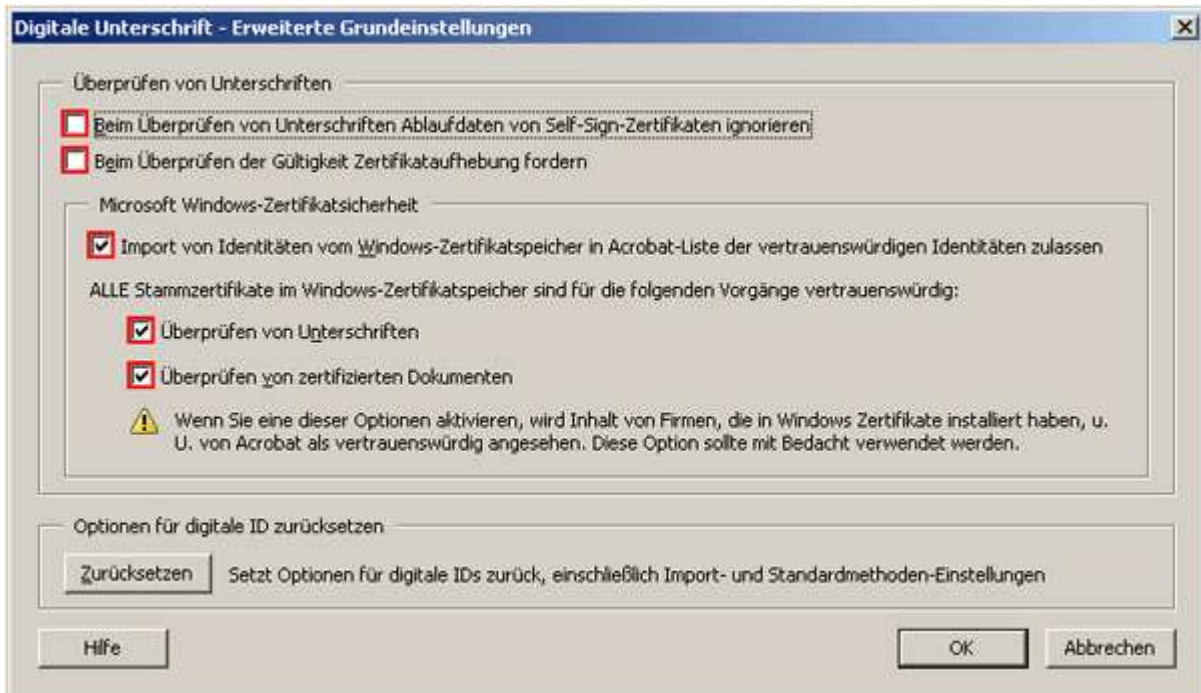 Digitale Unterschrift - Erweiterte Grundeinstellungen
Überprüfen von Unterschriften
Beim Überprüfen von Unterschriften Ablaufdaten von Self-Sign-Zertifikaten ignorieren
Beim Überprüfen der Gültigkeit Zertifikataufhebung fordern
Microsoft Windows-Zertifikatsicherheit
Import von Identitäten vom Windows-Zertifikatspeicher in Acrobat-Liste der vertrauenswürdigen Identitäten zulassen
ALLE Stammzertifikate im Windows-Zertifikatspeicher sind für die folgenden Vorgänge vertrauenswürdig:
Überprüfen von Unterschriften
Überprüfen von zertifizierten Dokumenten
Wenn Sie eine dieser Optionen aktivieren, wird Inhalt von Firmen, die in Windows Zertifikate installiert haben, u.
U. von Acrobat als vertrauenswürdig angesehen. Diese Option sollte mit Bedacht verwendet werden.
Optionen für digitale ID zurücksetzen
Zurücksetzen Setzt Optionen für digitale IDs zurück, einschließlich Import- und Standardmethoden-Einstellungen
Hilfe OK Abbrechen